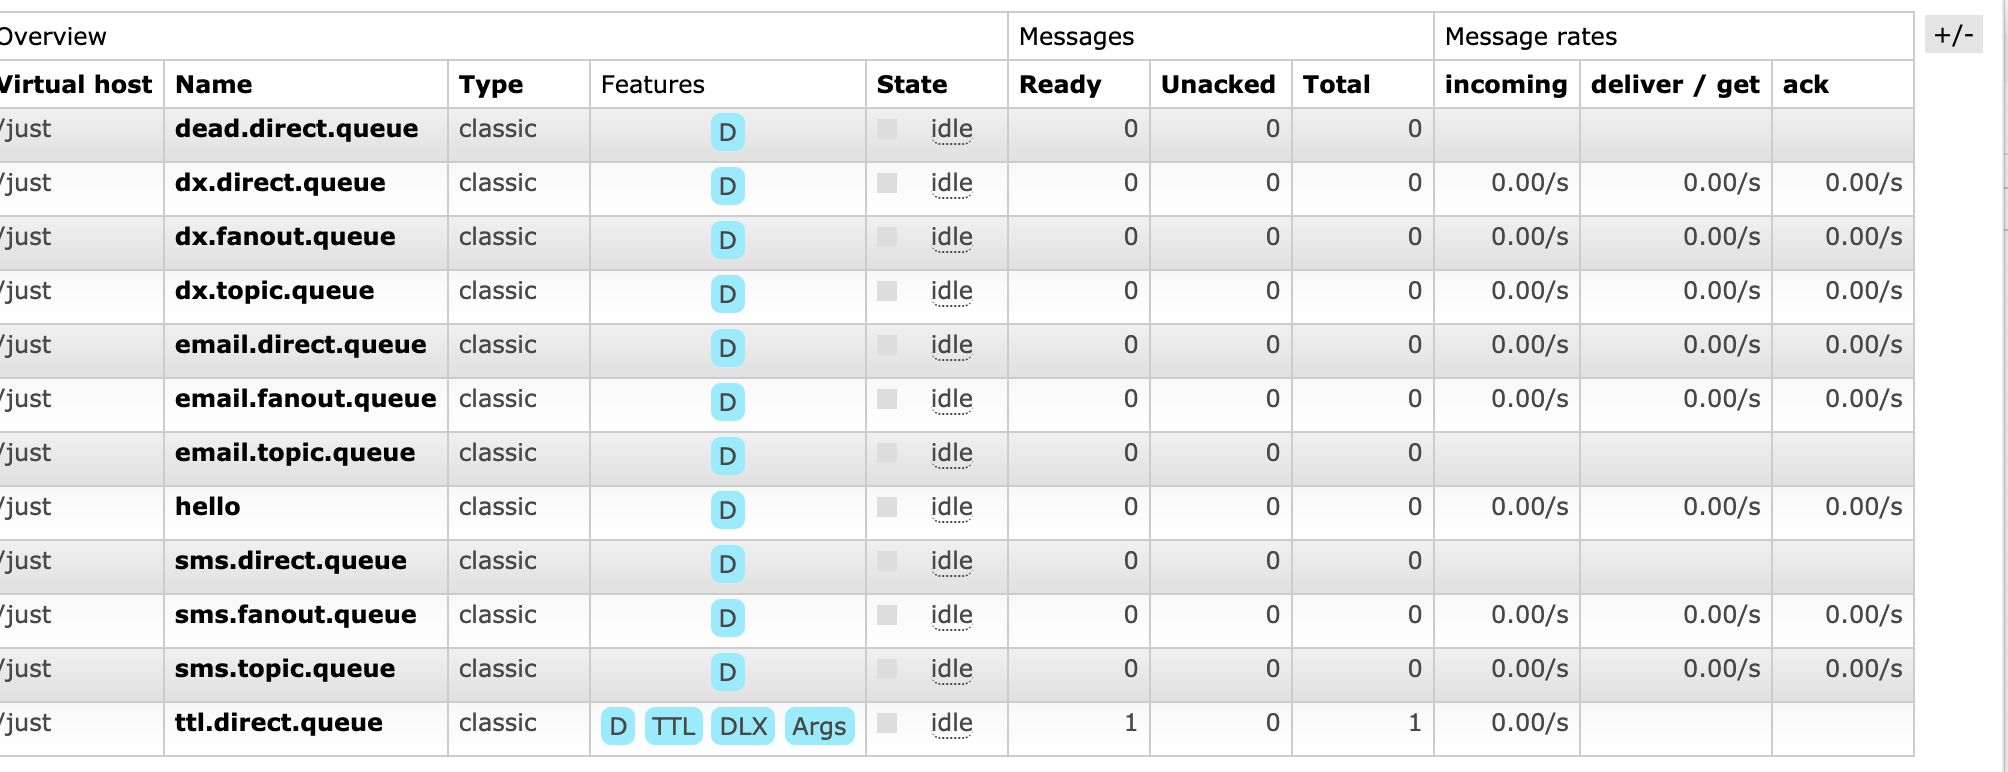 Overview Messages Message rates +/-
Virtual host Name Type Features State Ready Unacked Total incoming deliver / get ack
/just dead.direct.queue classic D idle 0 0 0
/just dx.direct.queue classic D idle 0 0 0 0.00/s 0.00/s 0.00/s
/just dx.fanout.queue classic D idle 0 0 0 0.00/s 0.00/s 0.00/s
/just dx.topic.queue classic D idle 0 0 0 0.00/s 0.00/s 0.00/s
/just email.direct.queue classic D idle 0 0 0 0.00/s 0.00/s 0.00/s
/just email.fanout.queue classic D idle 0 0 0 0.00/s 0.00/s 0.00/s
/just email.topic.queue classic D idle 0 0 0
/just hello classic D idle 0 0 0 0.00/s 0.00/s 0.00/s
/just sms.direct.queue classic D idle 0 0 0
/just sms.fanout.queue classic D idle 0 0 0 0.00/s 0.00/s 0.00/s
/just sms.topic.queue classic D idle 0 0 0 0.00/s 0.00/s 0.00/s
/just ttl.direct.queue classic D TTL DLX Args idle 1 0 1 0.00/s